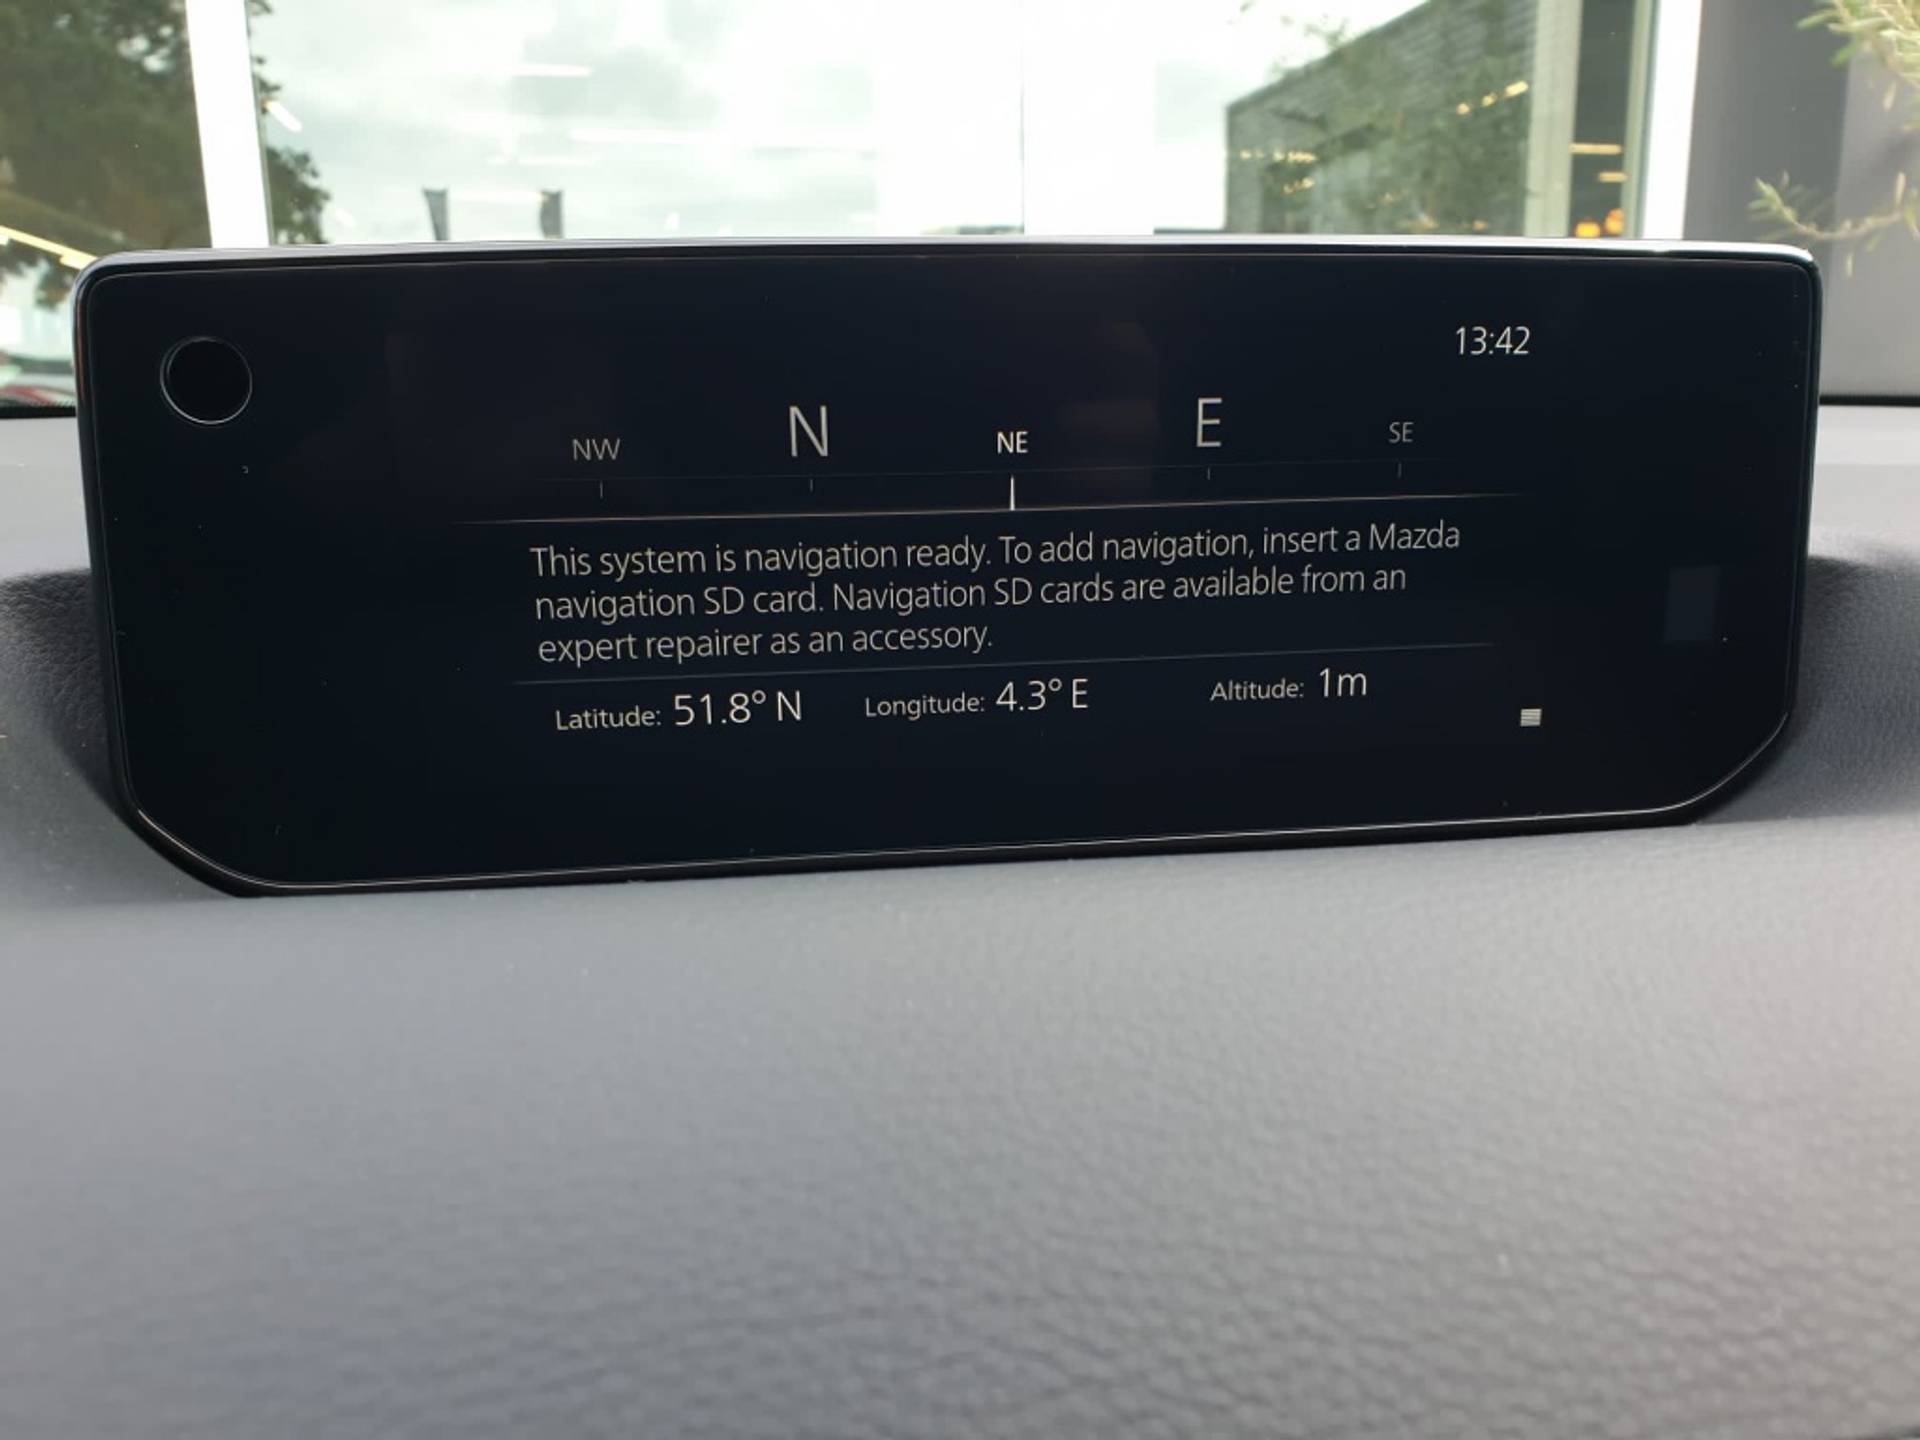 13:42
NW N NE E SE
This system is navigation ready. To add navigation, insert a Mazda
navigation SD card. Navigation SD cards are available from an
expert repairer as an accessory.
Latitude: 51.8° N Longitude: 4.3° E Altitude: 1m